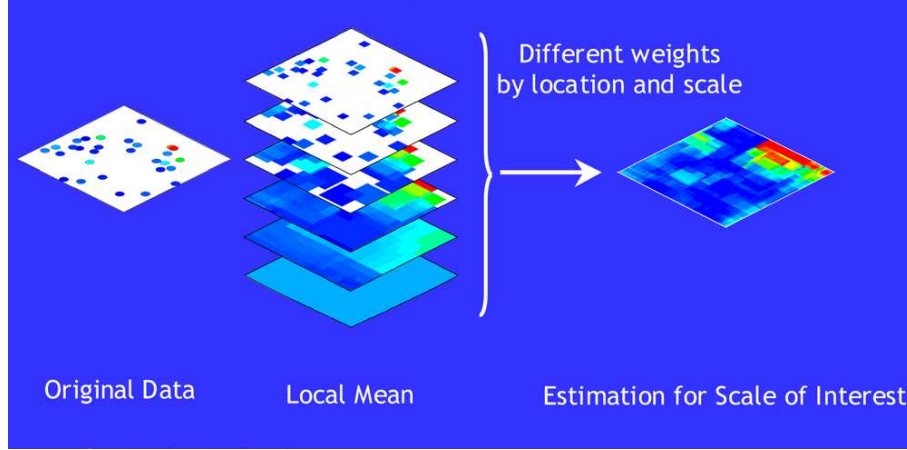 Different weights
by location and scale
Original Data
Local Mean
Estimation for Scale of Interest